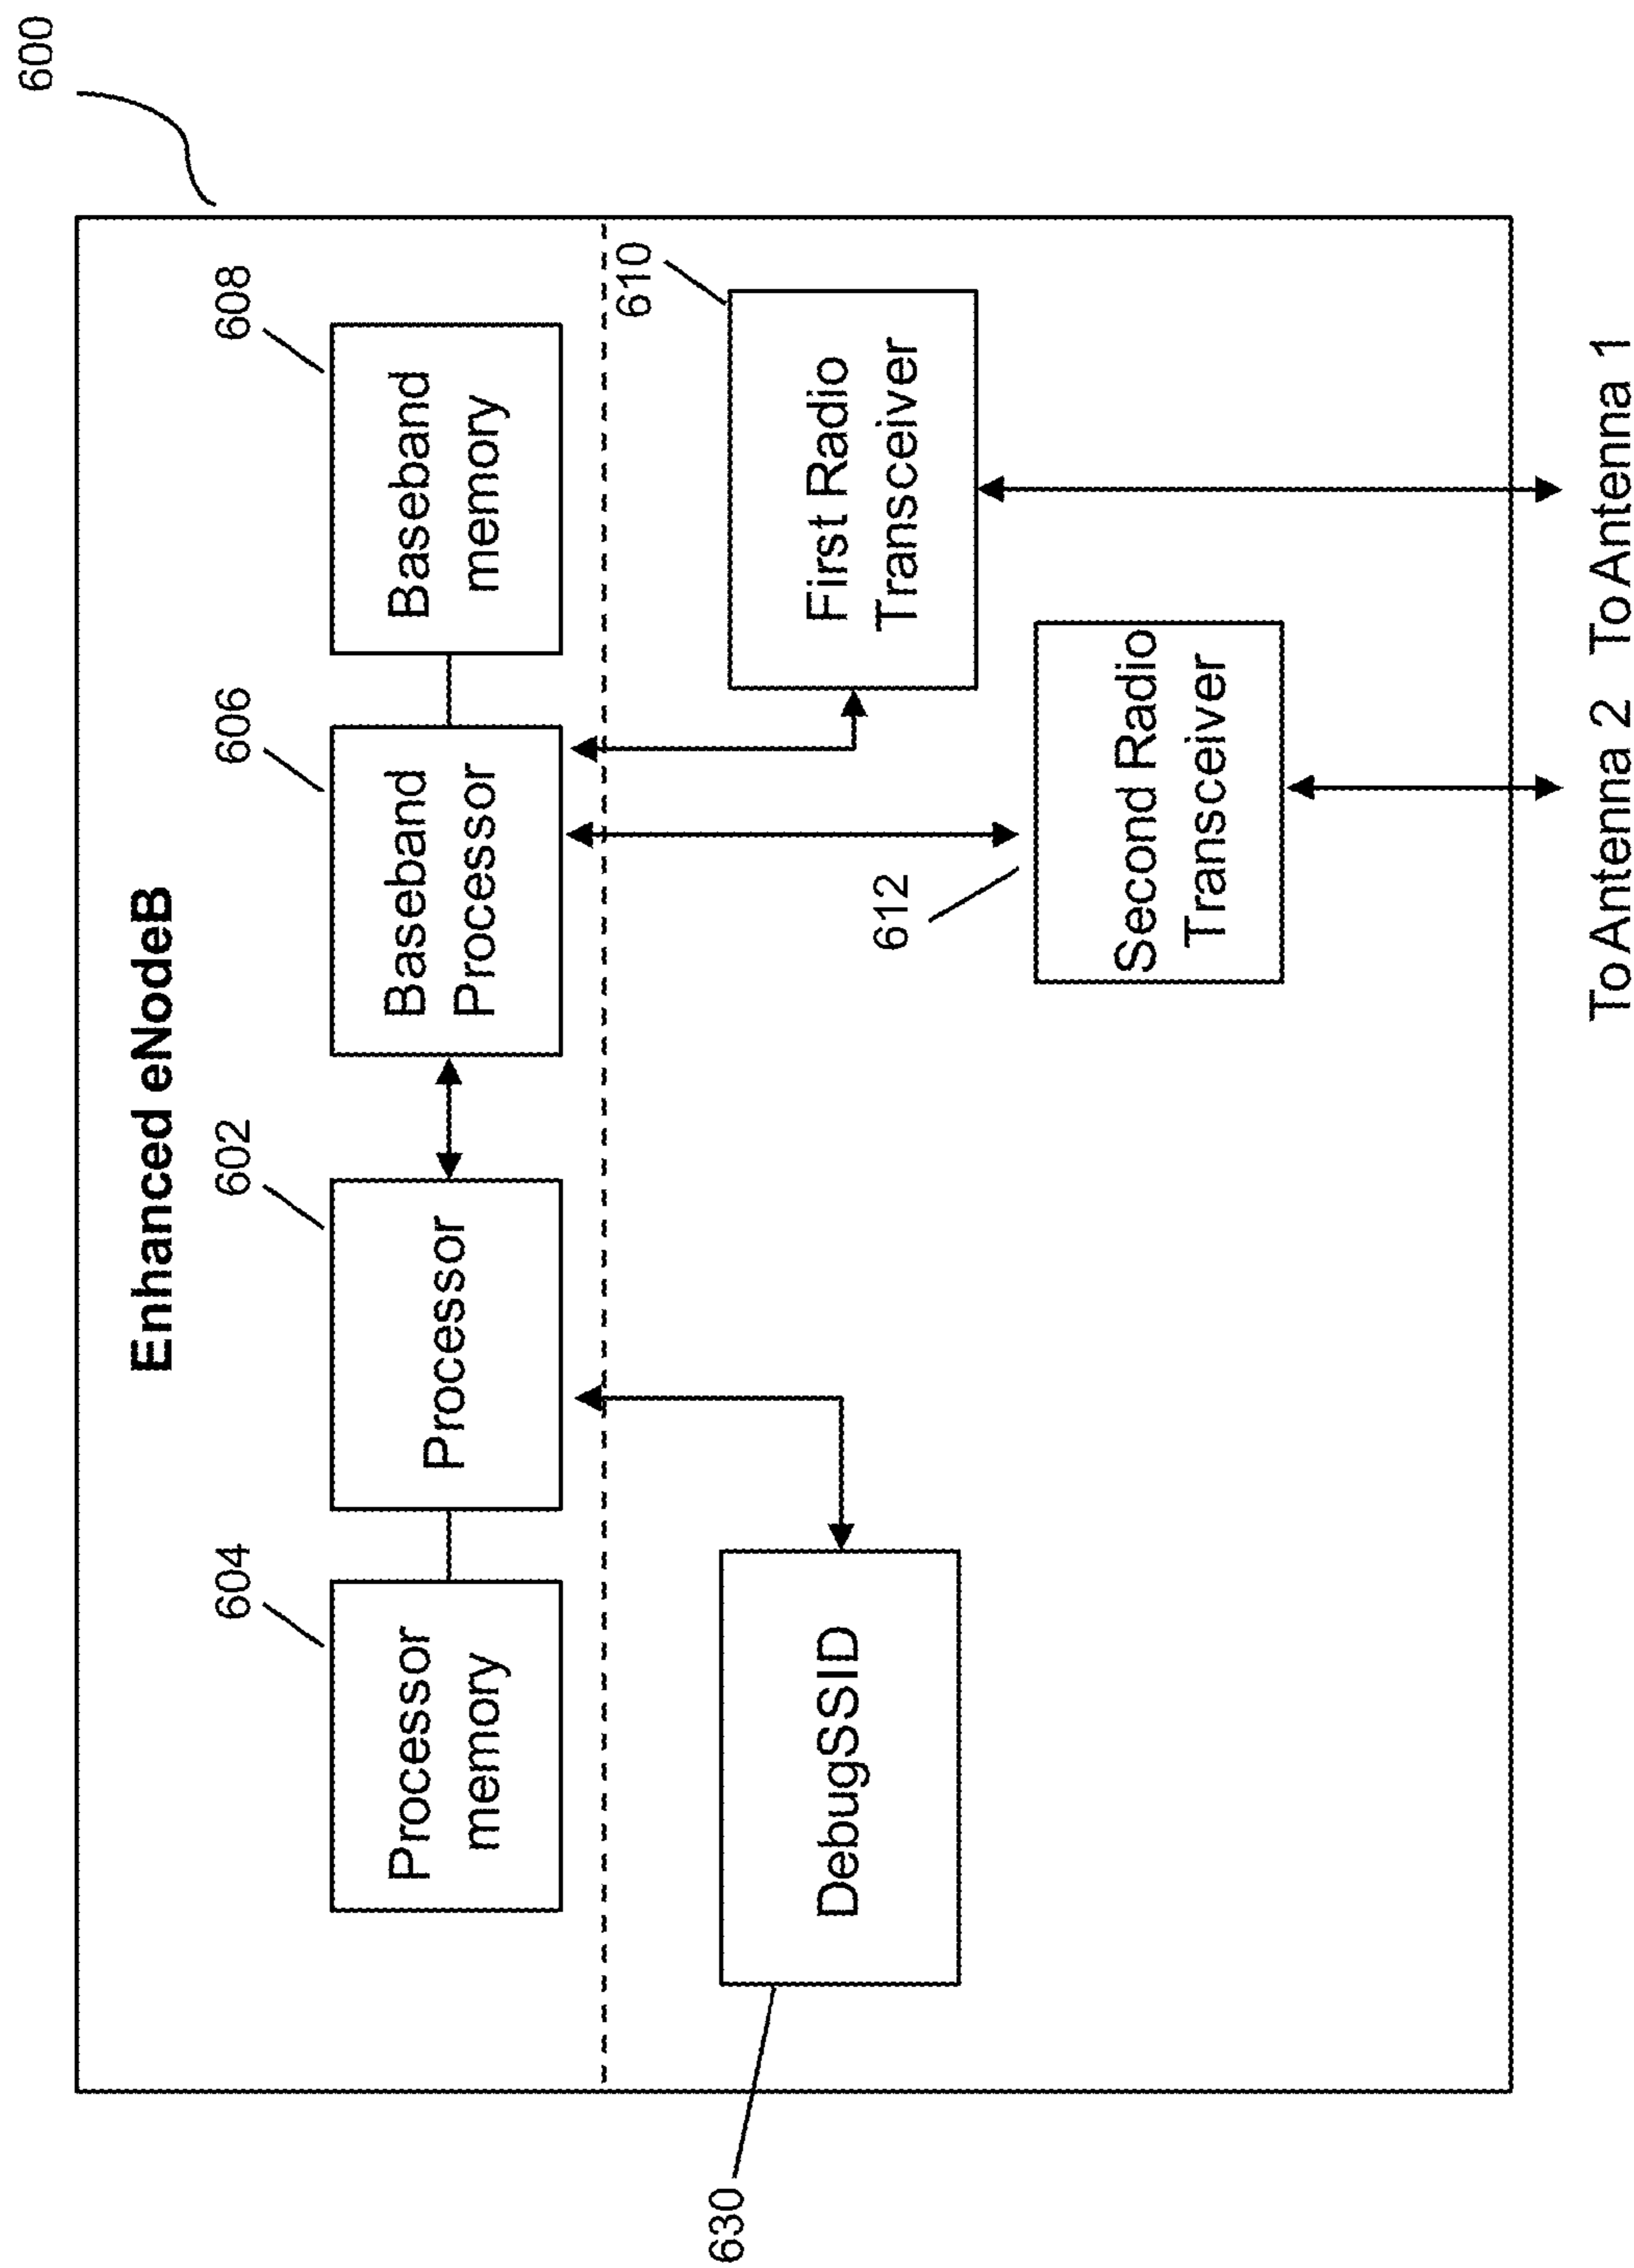 600
Enhanced eNodeB
604
602
606
608
Processor
memory
Processor
Baseband
Processor
Baseband
memory
630
DebugSSID
612
610
First Radio
Transceiver
Second Radio
Transceiver
To Antenna 2
To Antenna 1